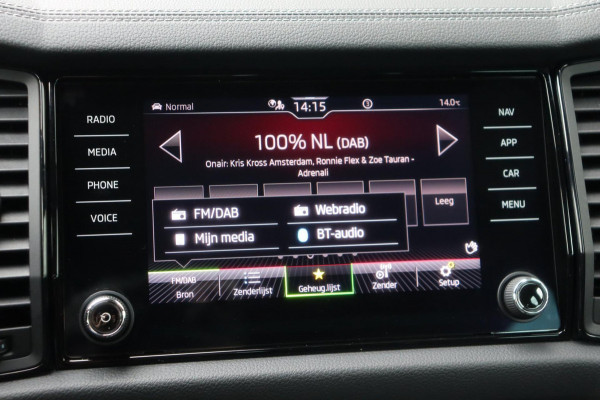 RADIO
MEDIA
PHONE
VOICE
Normal
14:15
14.0°C
100% NL (DAB)
Onair: Kris Kross Amsterdam, Ronnie Flex & Zoe Tauran -
Adrenali
Leeg
FM/DAB
Webradio
Mijn media
BT-audio
FM/DAB
Bron
Zenderlijst
Geheug.lijst
Zender
Setup
NAV
APP
CAR
MENU